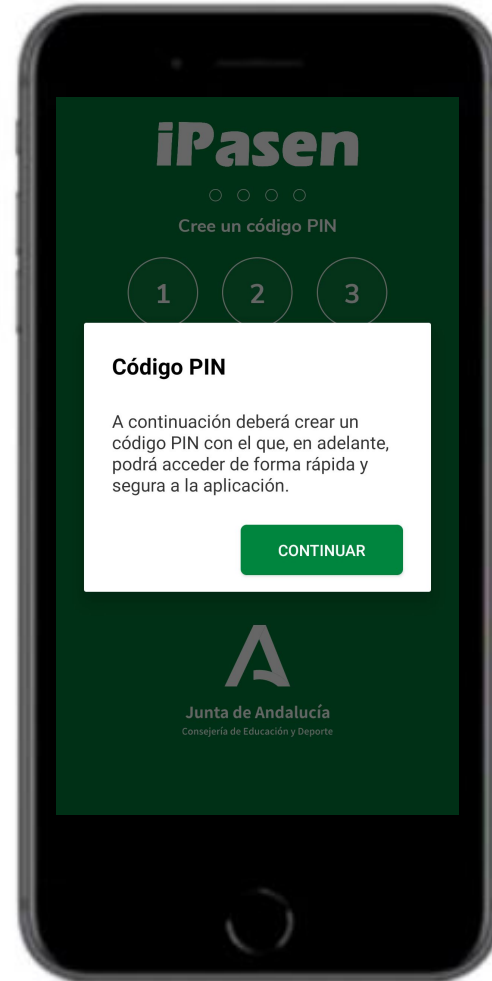 iPasen
Cree un código PIN
1 2 3
Código PIN
A continuación deberá crear un
código PIN con el que, en adelante,
podrá acceder de forma rápida y
segura a la aplicación.
CONTINUAR
Junta de Andalucía
Consejería de Educación y Deporte